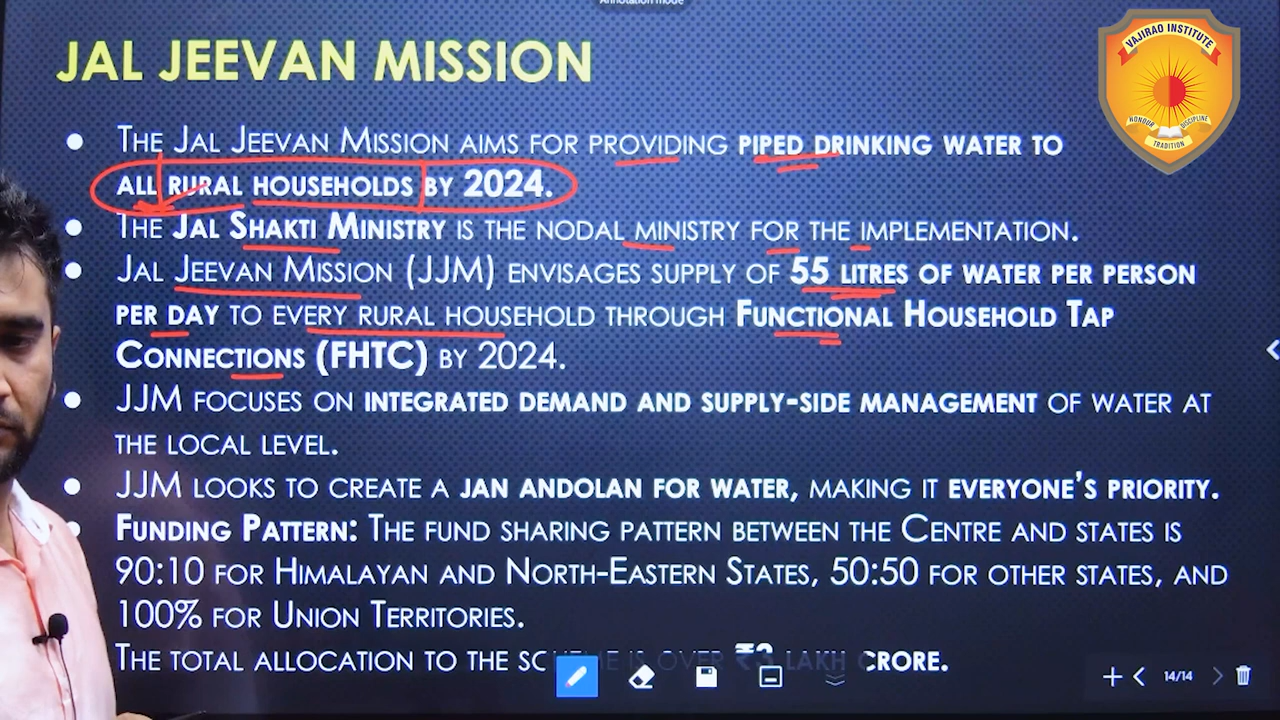 Annotation mode
JAL JEEVAN MISSION
VAJIRAO INSTITUTE
HONOUR DISCIPLINE
TRADITION
• THE JAL JEEVAN MISSION AIMS FOR PROVIDING PIPED DRINKING WATER TO
ALL RURAL HOUSEHOLDS BY 2024.
• THE JAL SHAKTI MINISTRY IS THE NODAL MINISTRY FOR THE IMPLEMENTATION.
• JAL JEEVAN MISSION (JJM) ENVISAGES SUPPLY OF 55 LITRES OF WATER PER PERSON
PER DAY TO EVERY RURAL HOUSEHOLD THROUGH FUNCTIONAL HOUSEHOLD TAP
CONNECTIONS (FHTC) BY 2024.
• JJM FOCUSES ON INTEGRATED DEMAND AND SUPPLY-SIDE MANAGEMENT OF WATER AT
THE LOCAL LEVEL.
• JJM LOOKS TO CREATE A JAN ANDOLAN FOR WATER, MAKING IT EVERYONE'S PRIORITY.
• FUNDING PATTERN: THE FUND SHARING PATTERN BETWEEN THE CENTRE AND STATES IS
90:10 FOR HIMALAYAN AND NORTH-EASTERN STATES, 50:50 FOR OTHER STATES, AND
100% FOR UNION TERRITORIES.
THE TOTAL ALLOCATION TO THE IS OVER ₹3 LAKH CRORE.
14/14